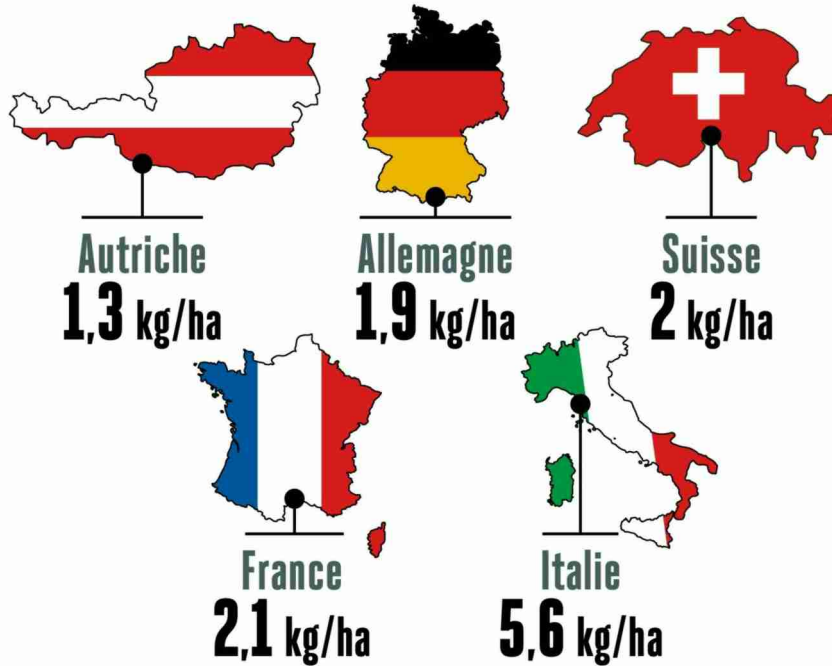 Autriche
1,3 kg/ha
Allemagne
1,9 kg/ha
Suisse
2 kg/ha
France
2,1 kg/ha
Italie
5,6 kg/ha